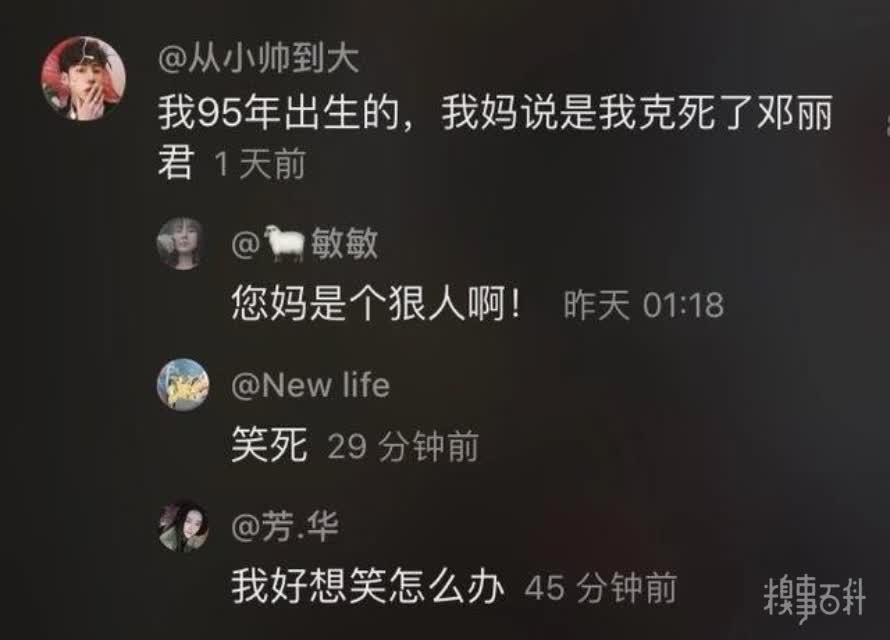 @从小帅到大
我95年出生的，我妈说是我克死了邓丽
君 1 天前
@🐑敏敏
您妈是个狠人啊！ 昨天 01:18
@New life
笑死 29 分钟前
@芳.华
我好想笑怎么办 45 分钟前
糗事百科